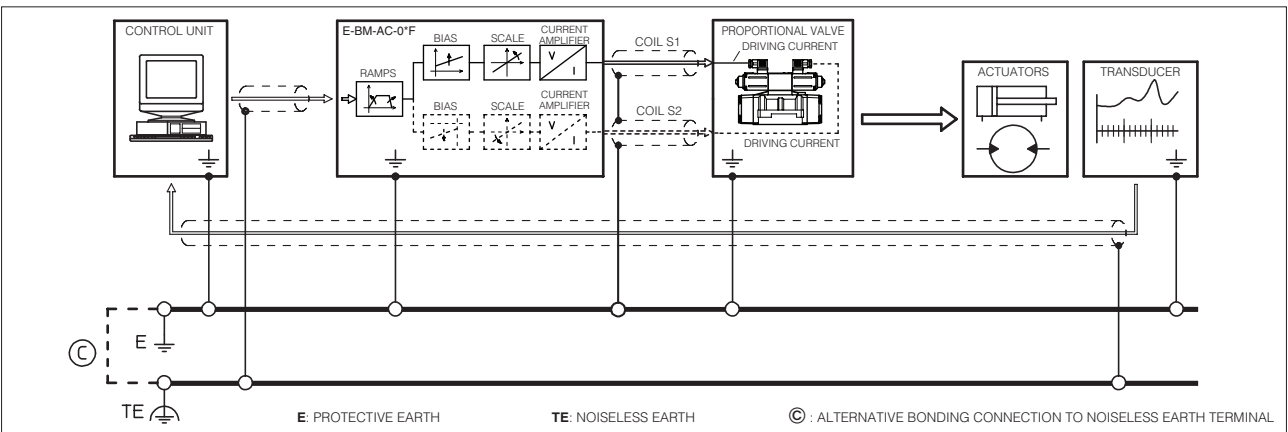 CONTROL UNIT
E-BM-AC-0*F
RAMPS
BIAS
SCALE
CURRENT
AMPLIFIER
V
I
BIAS
SCALE
CURRENT
AMPLIFIER
V
I
COIL S1
COIL S2
PROPORTIONAL VALVE
DRIVING CURRENT
DRIVING CURRENT
ACTUATORS
TRANSDUCER
E
C
TE
E: PROTECTIVE EARTH
TE: NOISELESS EARTH
© : ALTERNATIVE BONDING CONNECTION TO NOISELESS EARTH TERMINAL